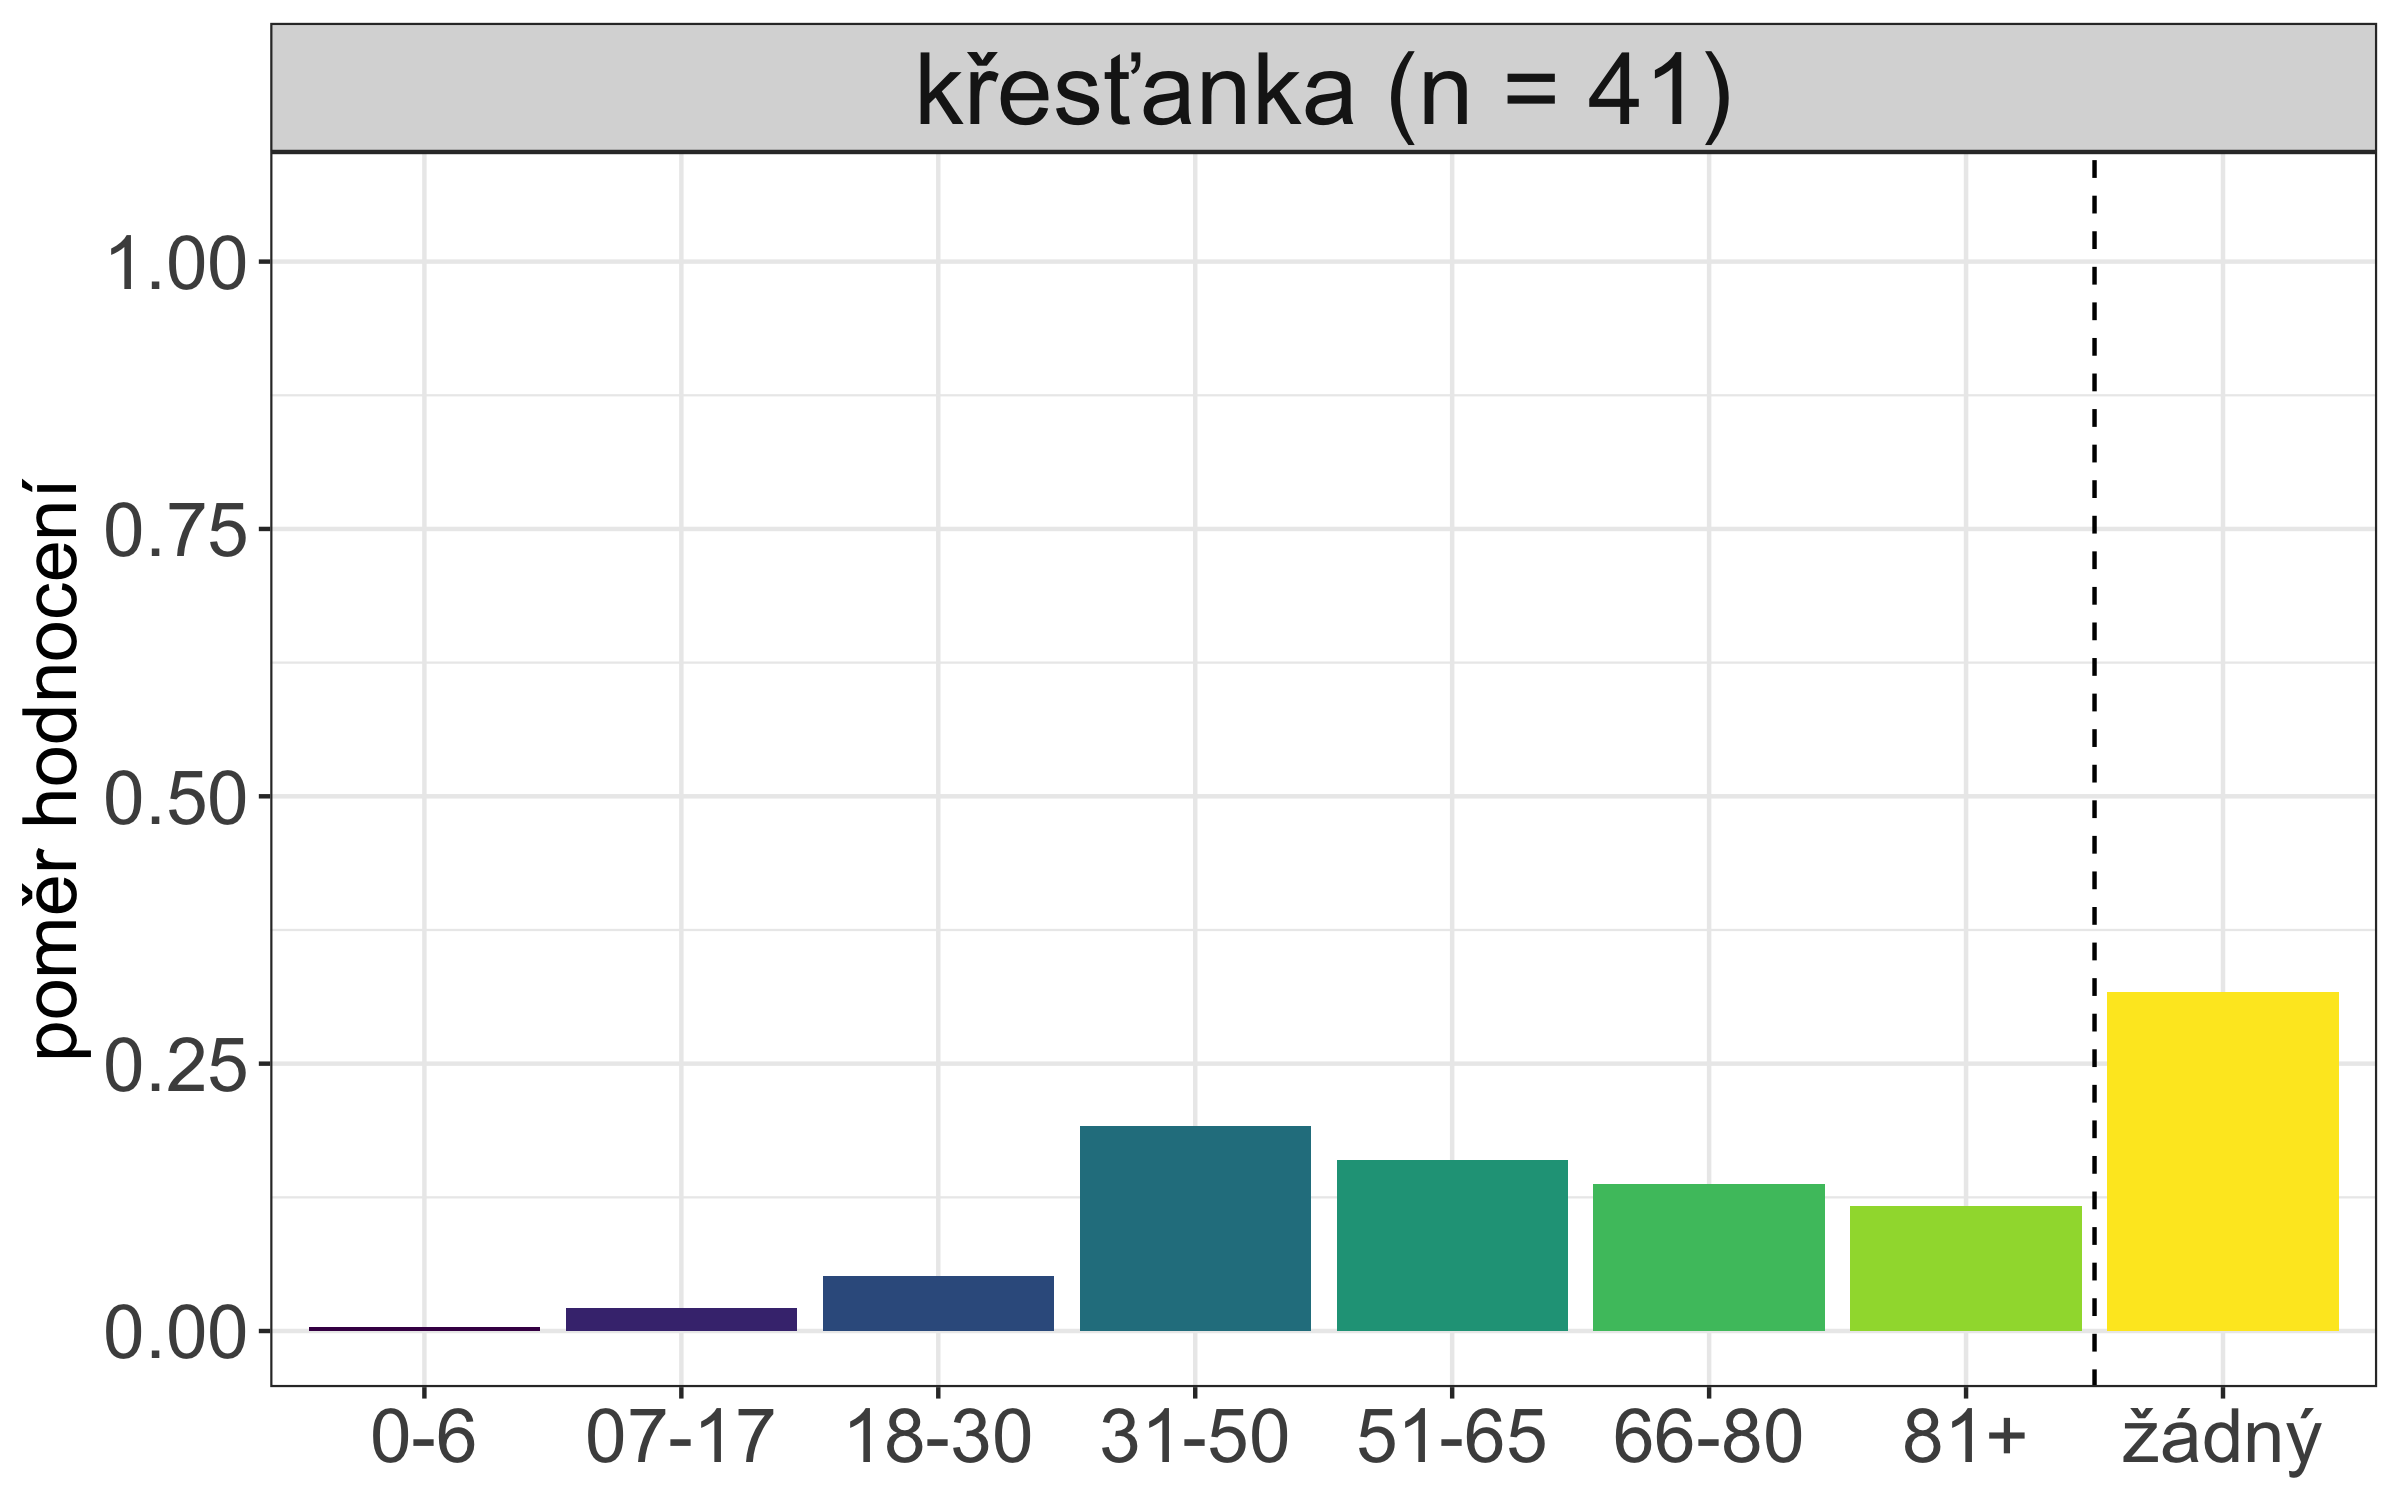 křesťanka (n = 41)
poměr hodnocení
1.00
0.75
0.50
0.25
0.00
0-6 07-17 18-30 31-50 51-65 66-80 81+ žádný